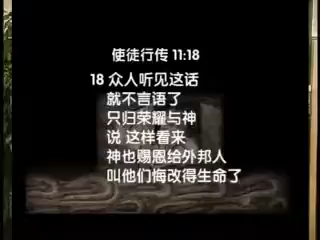 使徒行传 11:18
18 众人听见这话
就不言语了
只归荣耀与神
说 这样看来
神也赐恩给外邦人
叫他们悔改得生命了